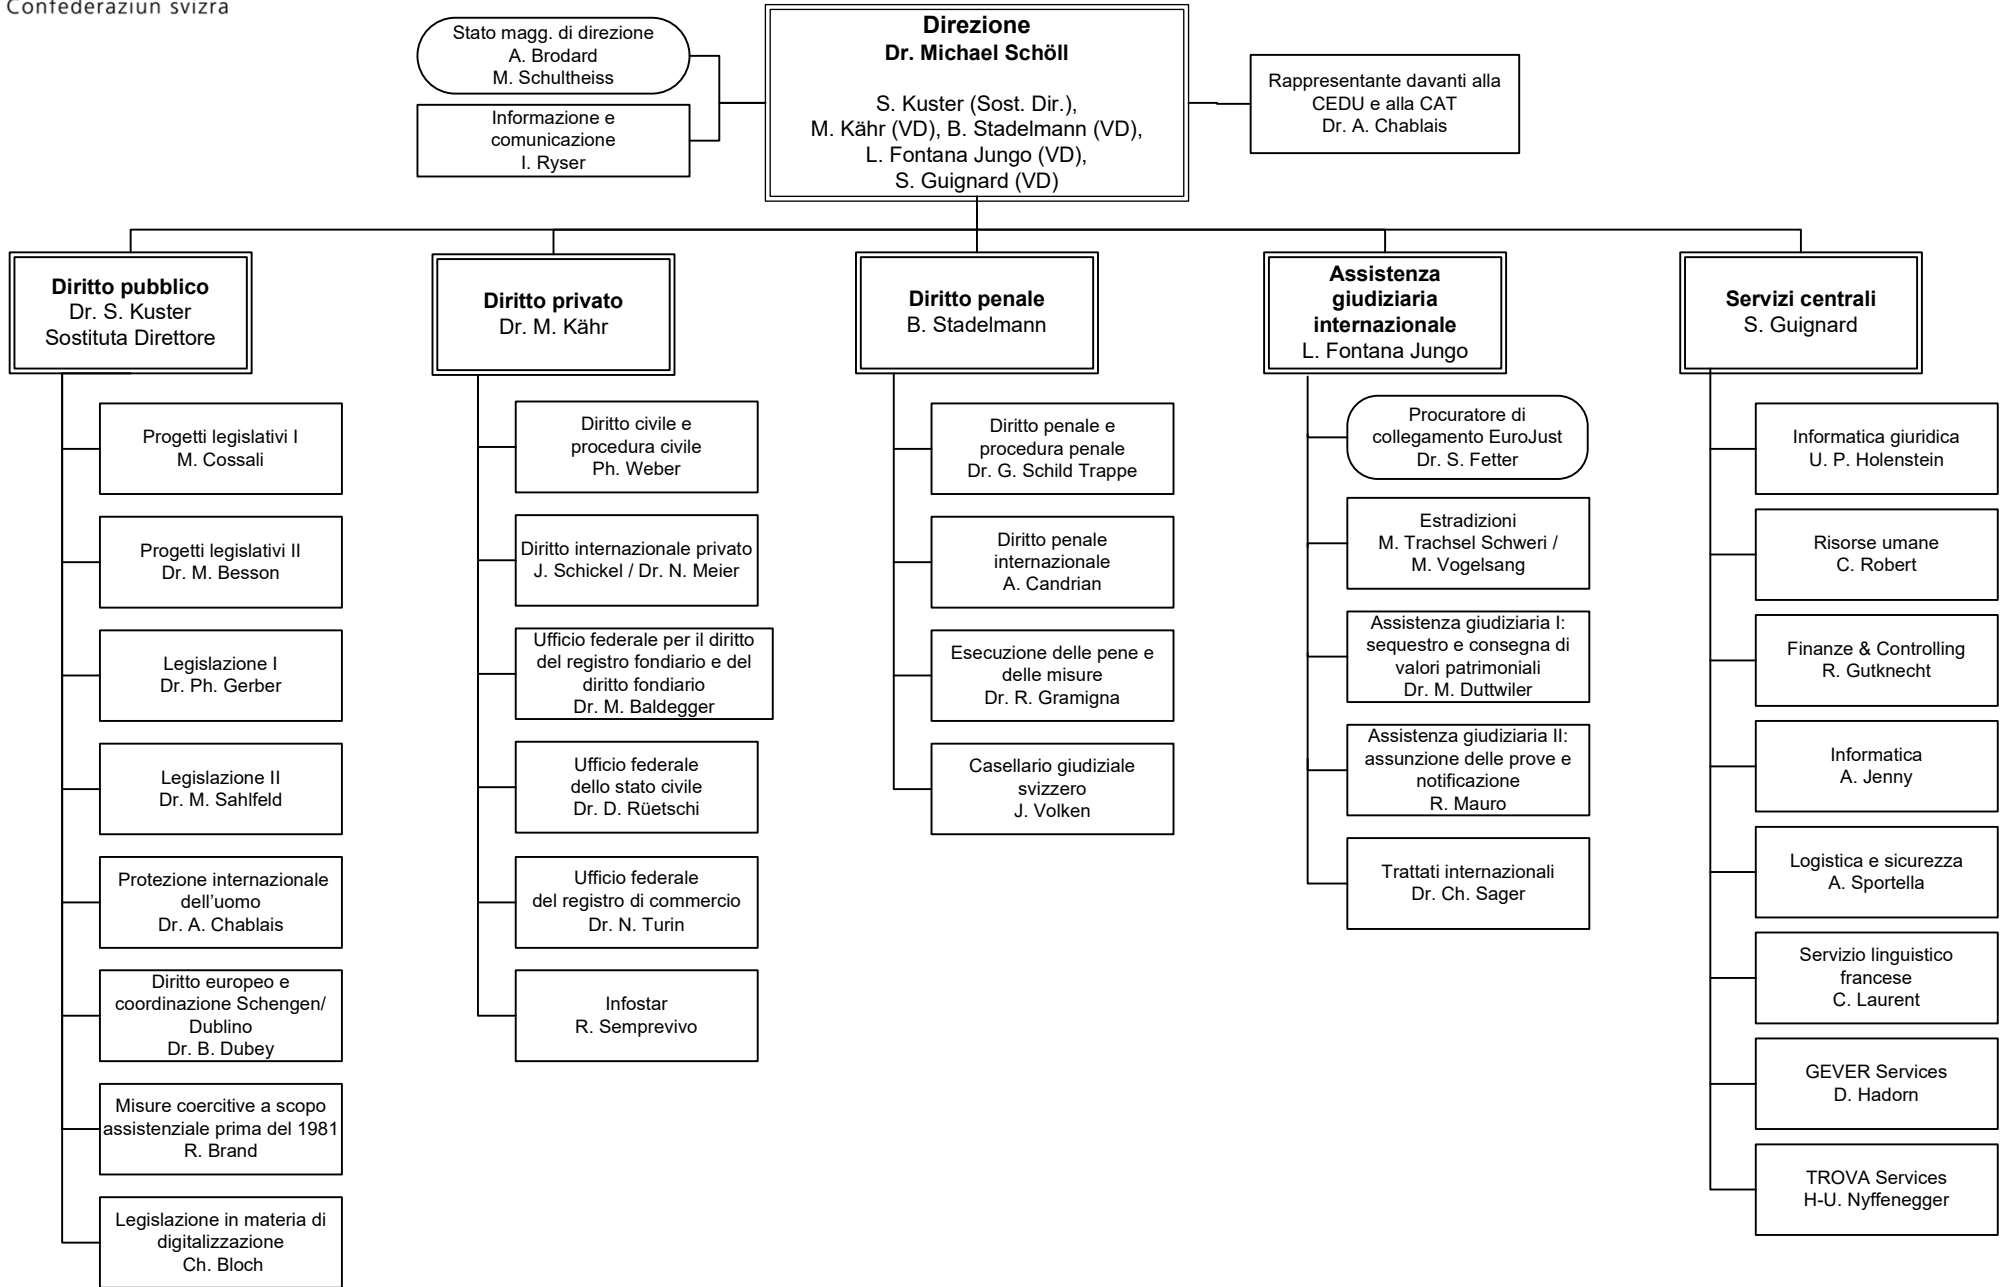 Confederaziun svizra
Stato magg. di direzione
A. Brodard
M. Schultheiss
Informazione e
comunicazione
I. Ryser
Direzione
Dr. Michael Schöll
S. Kuster (Sost. Dir.),
M. Kähr (VD), B. Stadelmann (VD),
L. Fontana Jungo (VD),
S. Guignard (VD)
Rappresentante davanti alla
CEDU e alla CAT
Dr. A. Chablais
Diritto pubblico
Dr. S. Kuster
Sostituta Direttore
Progetti legislativi I
M. Cossali
Progetti legislativi II
Dr. M. Besson
Legislazione I
Dr. Ph. Gerber
Legislazione II
Dr. M. Sahlfeld
Protezione internazionale
dell’uomo
Dr. A. Chablais
Diritto europeo e
coordinazione Schengen/
Dublino
Dr. B. Dubey
Misure coercitive a scopo
assistenziale prima del 1981
R. Brand
Legislazione in materia di
digitalizzazione
Ch. Bloch
Diritto privato
Dr. M. Kähr
Diritto civile e
procedura civile
Ph. Weber
Diritto internazionale privato
J. Schickel / Dr. N. Meier
Ufficio federale per il diritto
del registro fondiario e del
diritto fondiario
Dr. M. Baldegger
Ufficio federale
dello stato civile
Dr. D. Rüetschi
Ufficio federale
del registro di commercio
Dr. N. Turin
Infostar
R. Semprevivo
Diritto penale
B. Stadelmann
Diritto penale e
procedura penale
Dr. G. Schild Trappe
Diritto penale
internazionale
A. Candrian
Esecuzione delle pene e
delle misure
Dr. R. Gramigna
Casellario giudiziale
svizzero
J. Volken
Assistenza
giudiziaria
internazionale
L. Fontana Jungo
Procuratore di
collegamento EuroJust
Dr. S. Fetter
Estradizioni
M. Trachsel Schweri /
M. Vogelsang
Assistenza giudiziaria I:
sequestro e consegna di
valori patrimoniali
Dr. M. Duttwiler
Assistenza giudiziaria II:
assunzione delle prove e
notificazione
R. Mauro
Trattati internazionali
Dr. Ch. Sager
Servizi centrali
S. Guignard
Informatica giuridica
U. P. Holenstein
Risorse umane
C. Robert
Finanze & Controlling
R. Gutknecht
Informatica
A. Jenny
Logistica e sicurezza
A. Sportella
Servizio linguistico
francese
C. Laurent
GEVER Services
D. Hadorn
TROVA Services
H-U. Nyffenegger